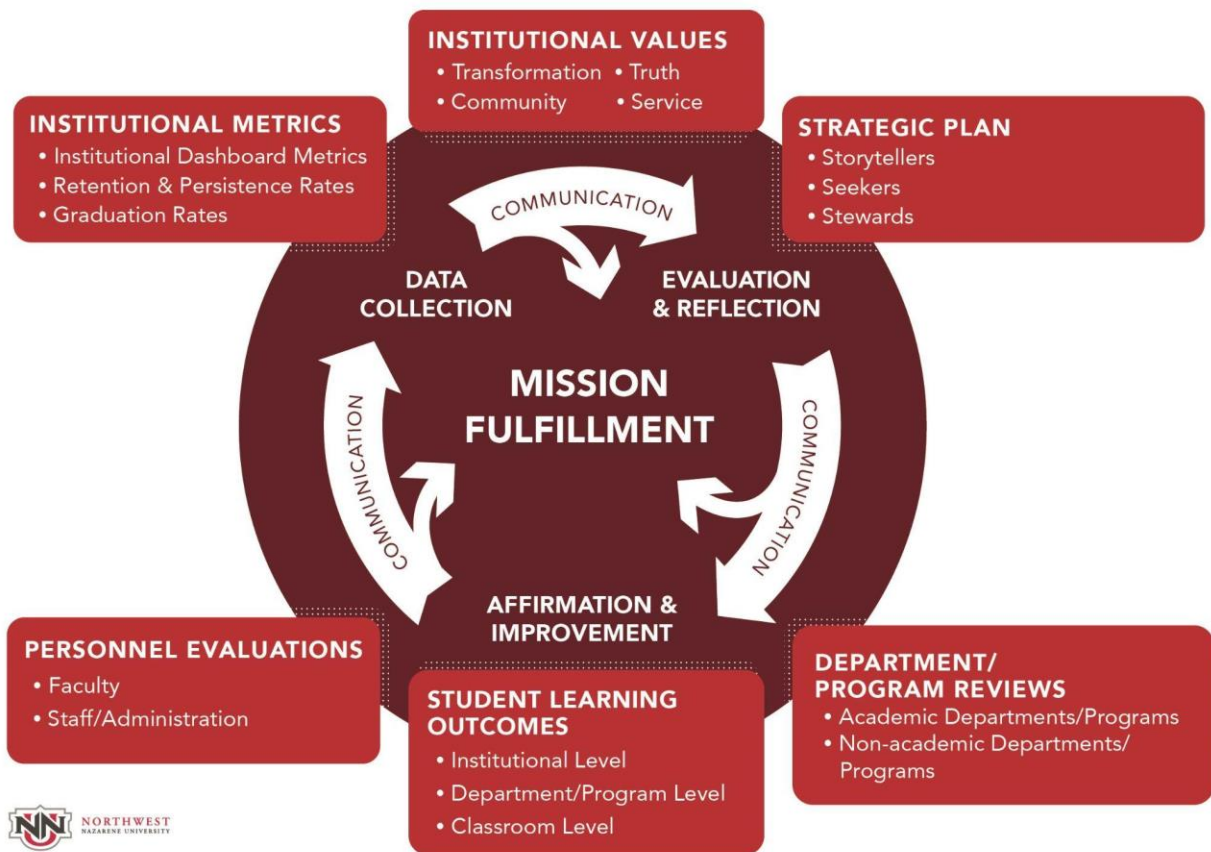 INSTITUTIONAL VALUES
• Transformation • Truth
• Community • Service
INSTITUTIONAL METRICS
• Institutional Dashboard Metrics
• Retention & Persistence Rates
• Graduation Rates
STRATEGIC PLAN
• Storytellers
• Seekers
• Stewards
COMMUNICATION
DATA
COLLECTION
EVALUATION
& REFLECTION
MISSION
FULFILLMENT
COMMUNICATION
COMMUNICATION
AFFIRMATION &
IMPROVEMENT
PERSONNEL EVALUATIONS
• Faculty
• Staff/Administration
STUDENT LEARNING
OUTCOMES
• Institutional Level
• Department/Program Level
• Classroom Level
DEPARTMENT/
PROGRAM REVIEWS
• Academic Departments/Programs
• Non-academic Departments/
Programs
NNU
NORTHWEST
NAZARENE UNIVERSITY